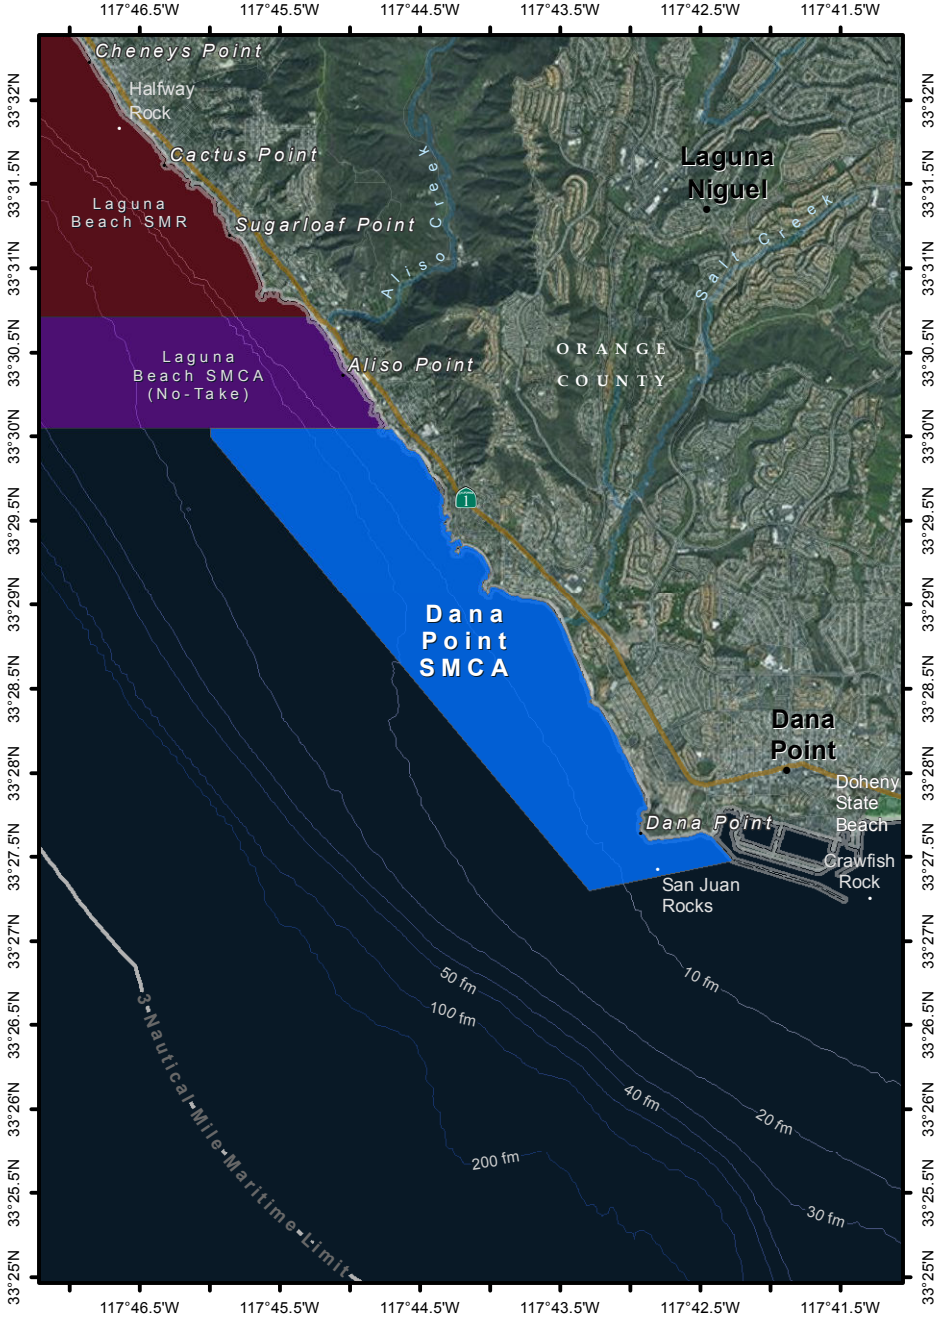 117°46.5'W 117°45.5'W 117°44.5'W 117°43.5'W 117°42.5'W 117°41.5'W
Cheneys Point
Halfway
Rock
Cactus Point
Laguna
Beach SMR
Sugarloaf Point
Aliso Creek
Laguna
Niguel
Salt Creek
Laguna
Beach SMCA
(No-Take)
Aliso Point
ORANGE
COUNTY
1
Dana
Point
SMCA
Dana
Point
Doheny
State
Beach
Dana Point
Crawfish
Rock
San Juan
Rocks
10 fm
50 fm
100 fm
40 fm
20 fm
200 fm
30 fm
3 Nautical Mile Maritime Limit
33°32'N
33°31.5'N
33°31'N
33°30.5'N
33°30'N
33°29.5'N
33°29'N
33°28.5'N
33°28'N
33°27.5'N
33°27'N
33°26.5'N
33°26'N
33°25.5'N
33°25'N
33°32'N
33°31.5'N
33°31'N
33°30.5'N
33°30'N
33°29.5'N
33°29'N
33°28.5'N
33°28'N
33°27.5'N
33°27'N
33°26.5'N
33°26'N
33°25.5'N
33°25'N
117°46.5'W 117°45.5'W 117°44.5'W 117°43.5'W 117°42.5'W 117°41.5'W